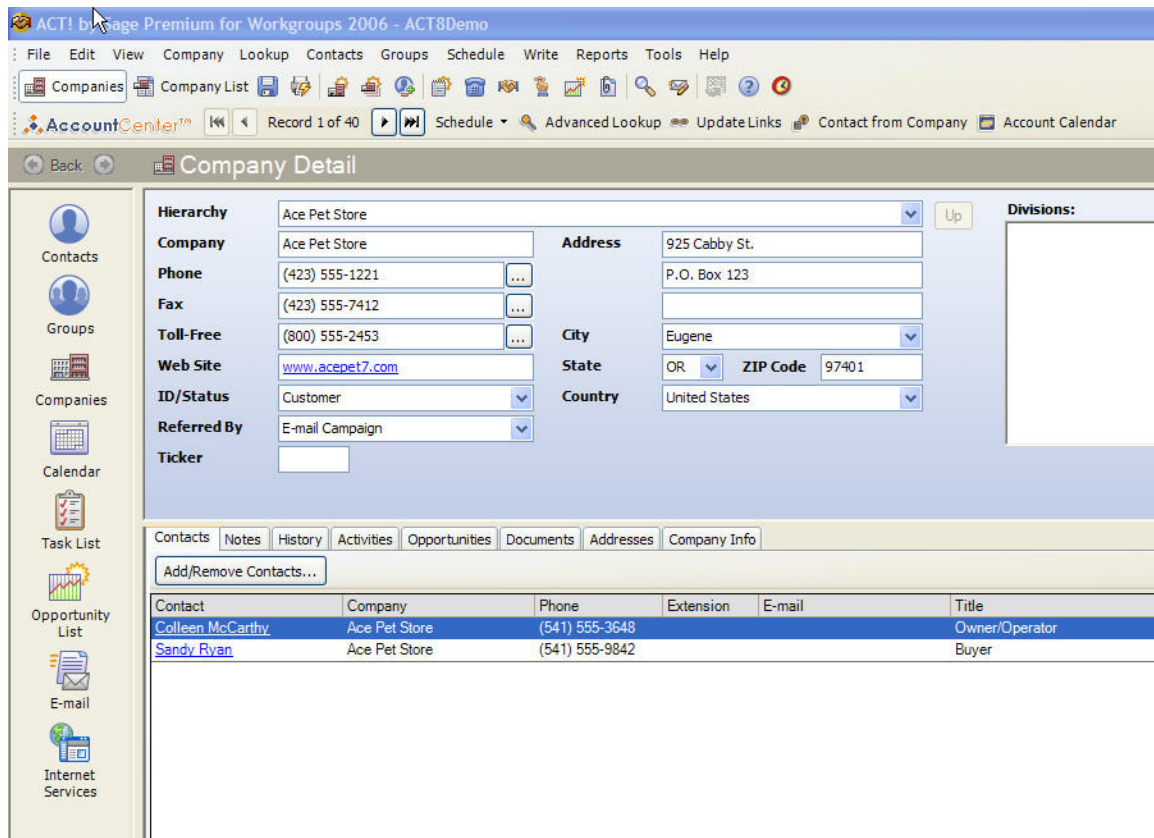 ACT! by Sage Premium for Workgroups 2006 - ACT8Demo
File Edit View Company Lookup Contacts Groups Schedule Write Reports Tools Help
Companies Company List
AccountCenter™ Record 1 of 40 Schedule Advanced Lookup Update Links Contact from Company Account Calendar
Back Company Detail
Contacts
Groups
Companies
Calendar
Task List
Opportunity
List
E-mail
Internet
Services
Hierarchy Ace Pet Store Up Divisions:
Company Ace Pet Store Address 925 Cabby St.
Phone (423) 555-1221 ... P.O. Box 123
Fax (423) 555-7412 ...
Toll-Free (800) 555-2453 ... City Eugene
Web Site www.acepet7.com State OR ZIP Code 97401
ID/Status Customer Country United States
Referred By E-mail Campaign
Ticker
Contacts Notes History Activities Opportunities Documents Addresses Company Info
Add/Remove Contacts...
Contact Company Phone Extension E-mail Title
Colleen McCarthy Ace Pet Store (541) 555-3648 Owner/Operator
Sandy Ryan Ace Pet Store (541) 555-9842 Buyer